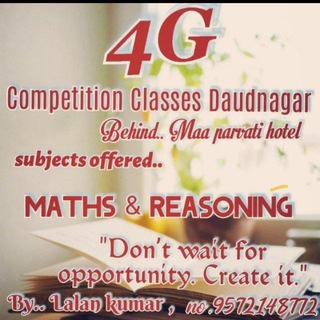 4G
Competition Classes Daudnagar
Behind.. Maa parvati hotel
subjects offered..
MATHS & REASONING
"Don't wait for
opportunity. Create it."
By.. Lalan kumar , no.9572148772